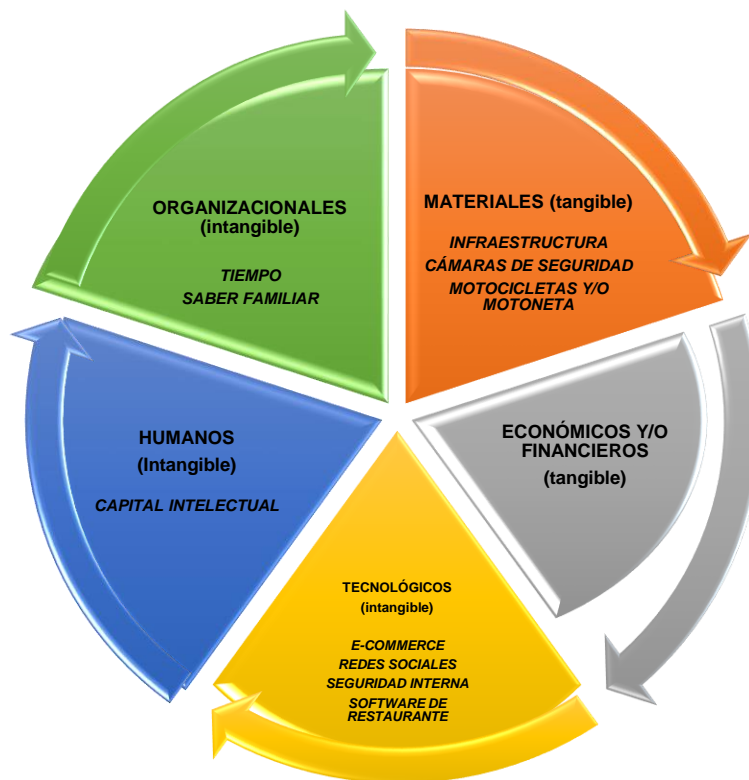 ORGANIZACIONALES
(intangible)
TIEMPO
SABER FAMILIAR
MATERIALES (tangible)
INFRAESTRUCTURA
CÁMARAS DE SEGURIDAD
MOTOCICLETAS Y/O
MOTONETA
ECONÓMICOS Y/O
FINANCIEROS
(tangible)
TECNOLÓGICOS
(intangible)
E-COMMERCE
REDES SOCIALES
SEGURIDAD INTERNA
SOFTWARE DE
RESTAURANTE
HUMANOS
(Intangible)
CAPITAL INTELECTUAL